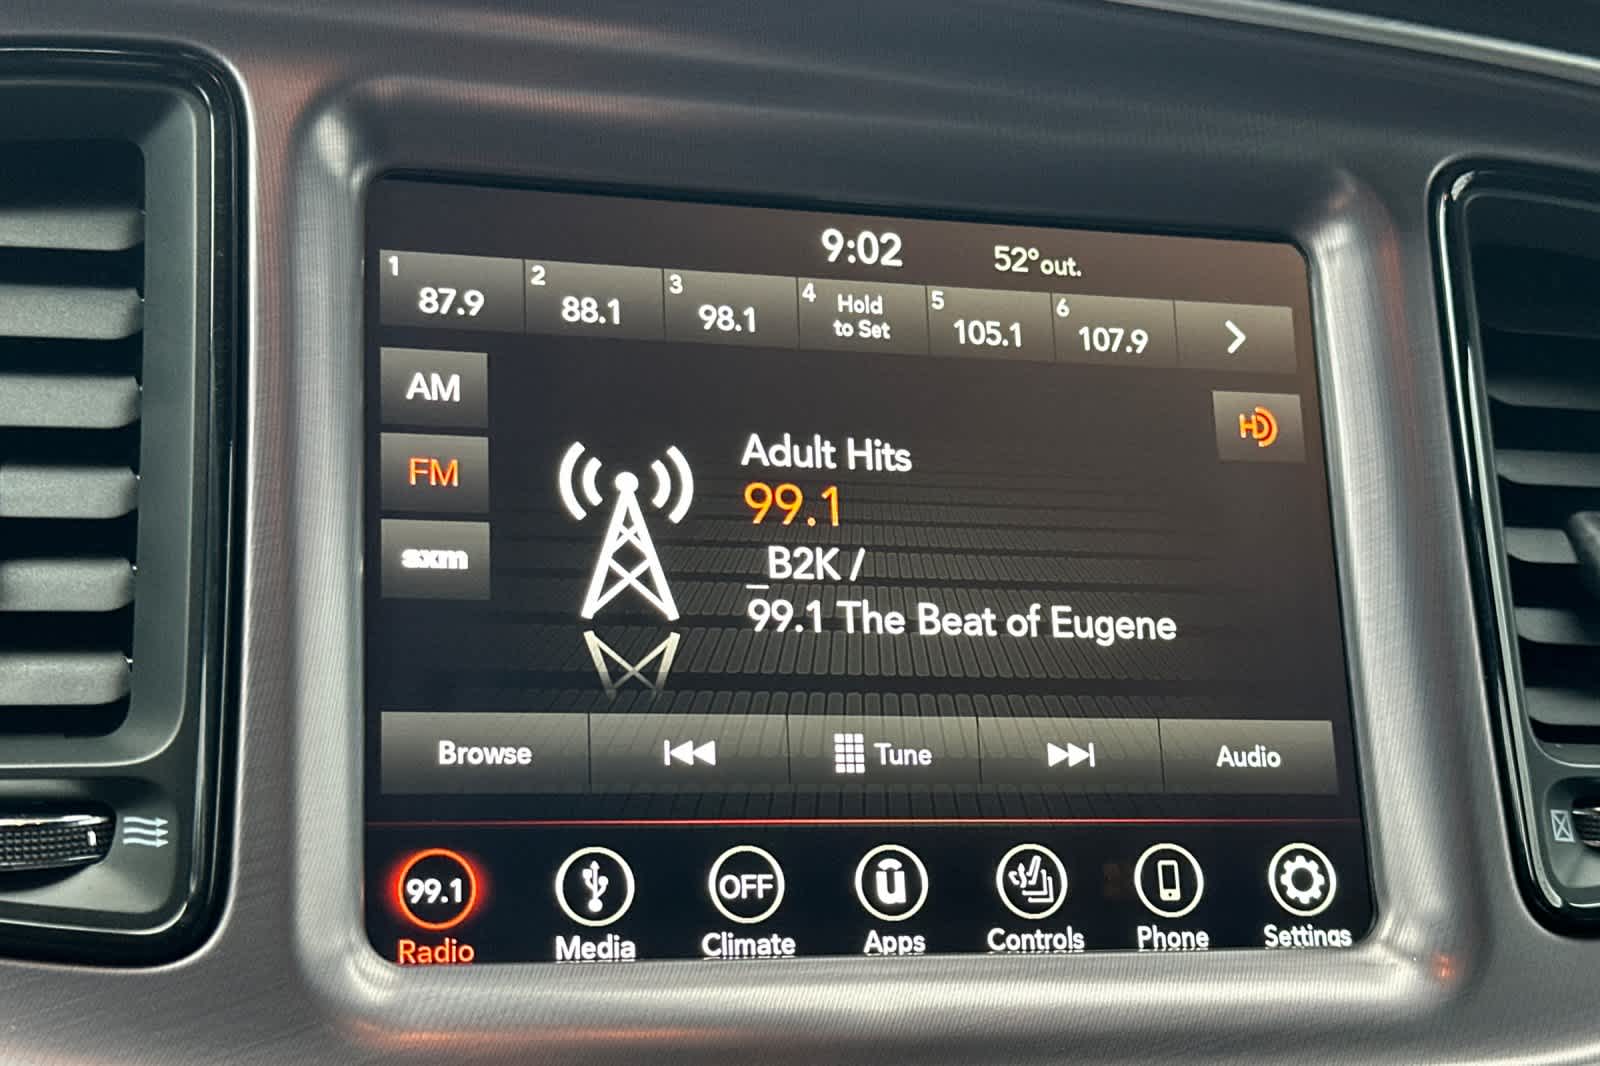 9:02 52°out.
1 87.9 2 88.1 3 98.1 4 Hold to Set 5 105.1 6 107.9
AM
FM
sxm
HD
Adult Hits
99.1
_B2K /
_
99.1 The Beat of Eugene
Browse Tune Audio
99.1 OFF u
Radio Media Climate Apps Controls Phone Settings